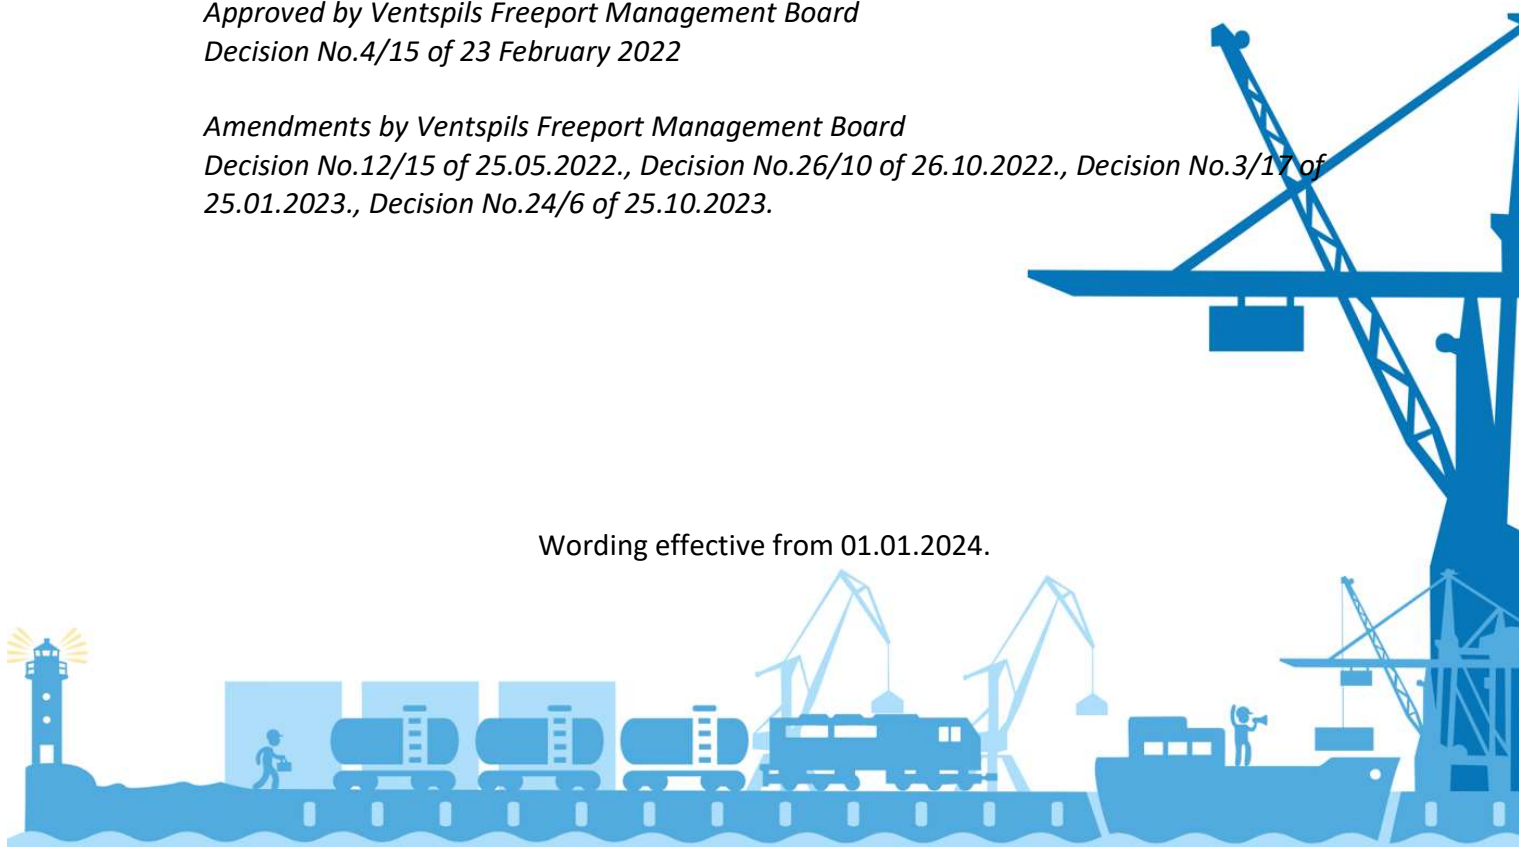 Approved by Ventspils Freeport Management Board
Decision No.4/15 of 23 February 2022
Amendments by Ventspils Freeport Management Board
Decision No.12/15 of 25.05.2022., Decision No.26/10 of 26.10.2022., Decision No.3/17 of
25.01.2023., Decision No.24/6 of 25.10.2023.
Wording effective from 01.01.2024.